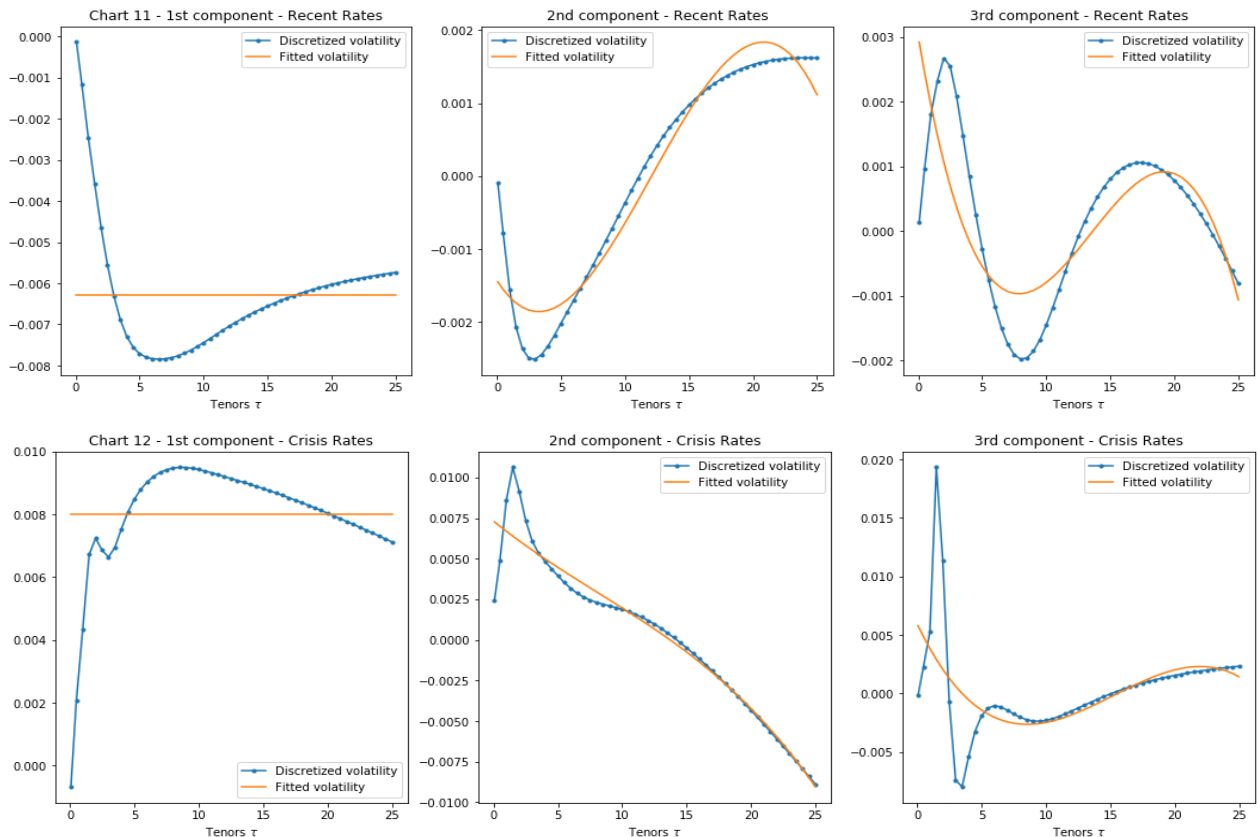 Chart 11 - 1st component - Recent Rates
0.000
−0.001
−0.002
−0.003
−0.004
−0.005
−0.006
−0.007
−0.008
Discretized volatility
Fitted volatility
0 5 10 15 20 25
Tenors τ
2nd component - Recent Rates
0.002
0.001
0.000
−0.001
−0.002
Discretized volatility
Fitted volatility
0 5 10 15 20 25
Tenors τ
3rd component - Recent Rates
0.003
0.002
0.001
0.000
−0.001
−0.002
Discretized volatility
Fitted volatility
0 5 10 15 20 25
Tenors τ
Chart 12 - 1st component - Crisis Rates
0.010
0.008
0.006
0.004
0.002
0.000
Discretized volatility
Fitted volatility
0 5 10 15 20 25
Tenors τ
2nd component - Crisis Rates
0.0100
0.0075
0.0050
0.0025
0.0000
−0.0025
−0.0050
−0.0075
−0.0100
Discretized volatility
Fitted volatility
0 5 10 15 20 25
Tenors τ
3rd component - Crisis Rates
0.020
0.015
0.010
0.005
0.000
−0.005
Discretized volatility
Fitted volatility
0 5 10 15 20 25
Tenors τ